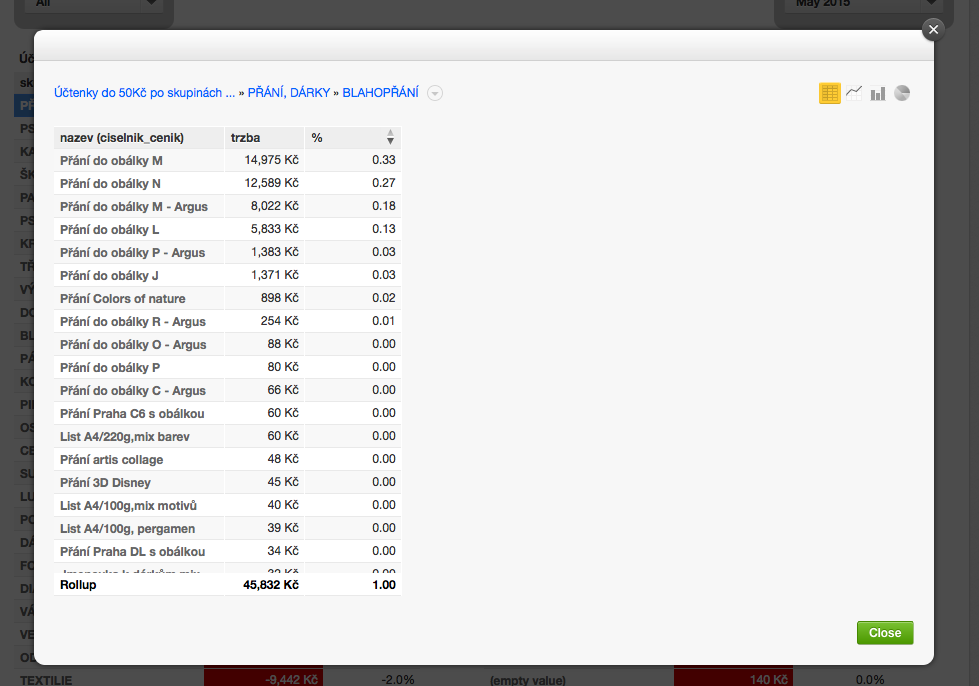 All
May 2015
Účtenky do 50Kč po skupinách ... » PŘÁNÍ, DÁRKY » BLAHOPŘÁNÍ
nazev (ciselnik_cenik) trzba %
Přání do obálky M 14,975 Kč 0.33
Přání do obálky N 12,589 Kč 0.27
Přání do obálky M - Argus 8,022 Kč 0.18
Přání do obálky L 5,833 Kč 0.13
Přání do obálky P - Argus 1,383 Kč 0.03
Přání do obálky J 1,371 Kč 0.03
Přání Colors of nature 898 Kč 0.02
Přání do obálky R - Argus 254 Kč 0.01
Přání do obálky O - Argus 88 Kč 0.00
Přání do obálky P 80 Kč 0.00
Přání do obálky C - Argus 66 Kč 0.00
Přání Praha C6 s obálkou 60 Kč 0.00
List A4/220g,mix barev 60 Kč 0.00
Přání artis collage 48 Kč 0.00
Přání 3D Disney 45 Kč 0.00
List A4/100g,mix motivů 40 Kč 0.00
List A4/100g, pergamen 39 Kč 0.00
Přání Praha DL s obálkou 34 Kč 0.00
Rollup 45,832 Kč 1.00
Close
TEXTILIE -9,442 Kč -2.0% (empty value) 140 Kč 0.0%